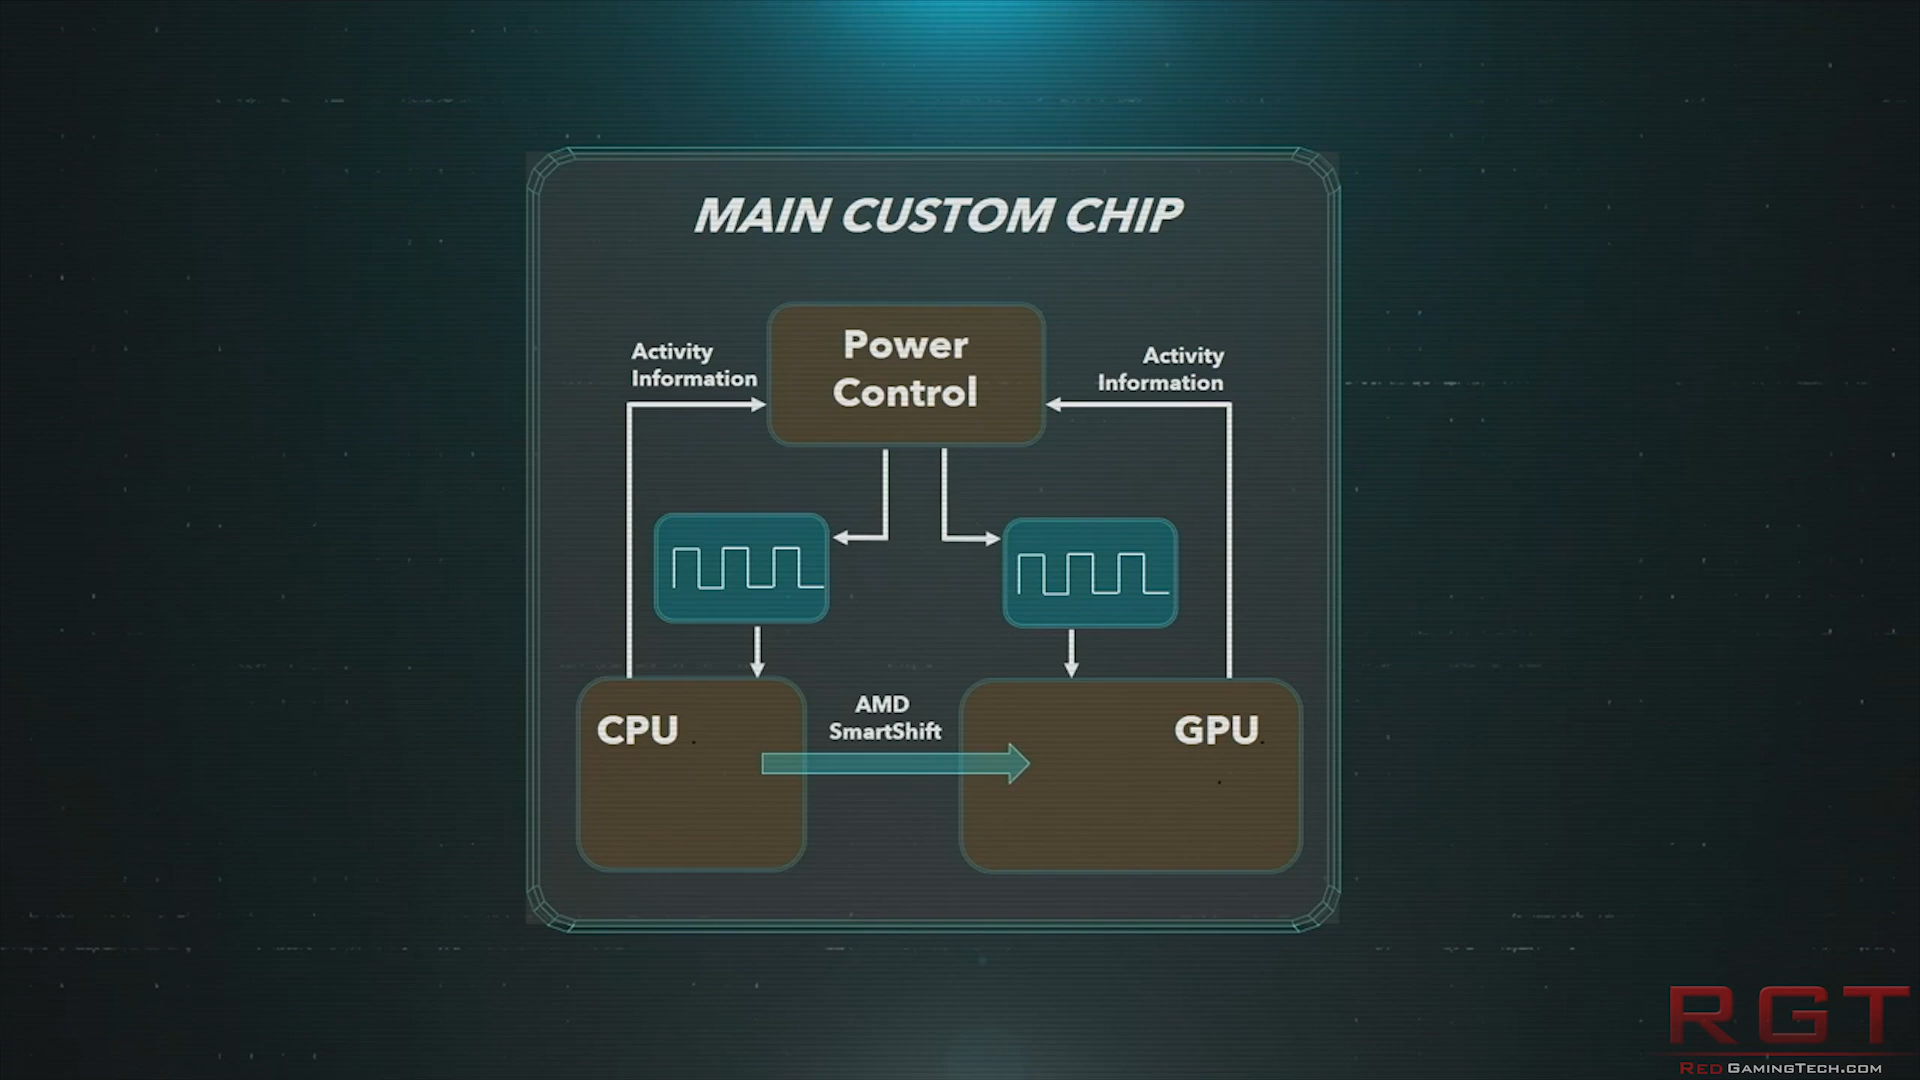 MAIN CUSTOM CHIP
Power
Control
Activity
Information
Activity
Information
CPU
AMD
SmartShift
GPU
RGT
REDGAMINGTECH.COM